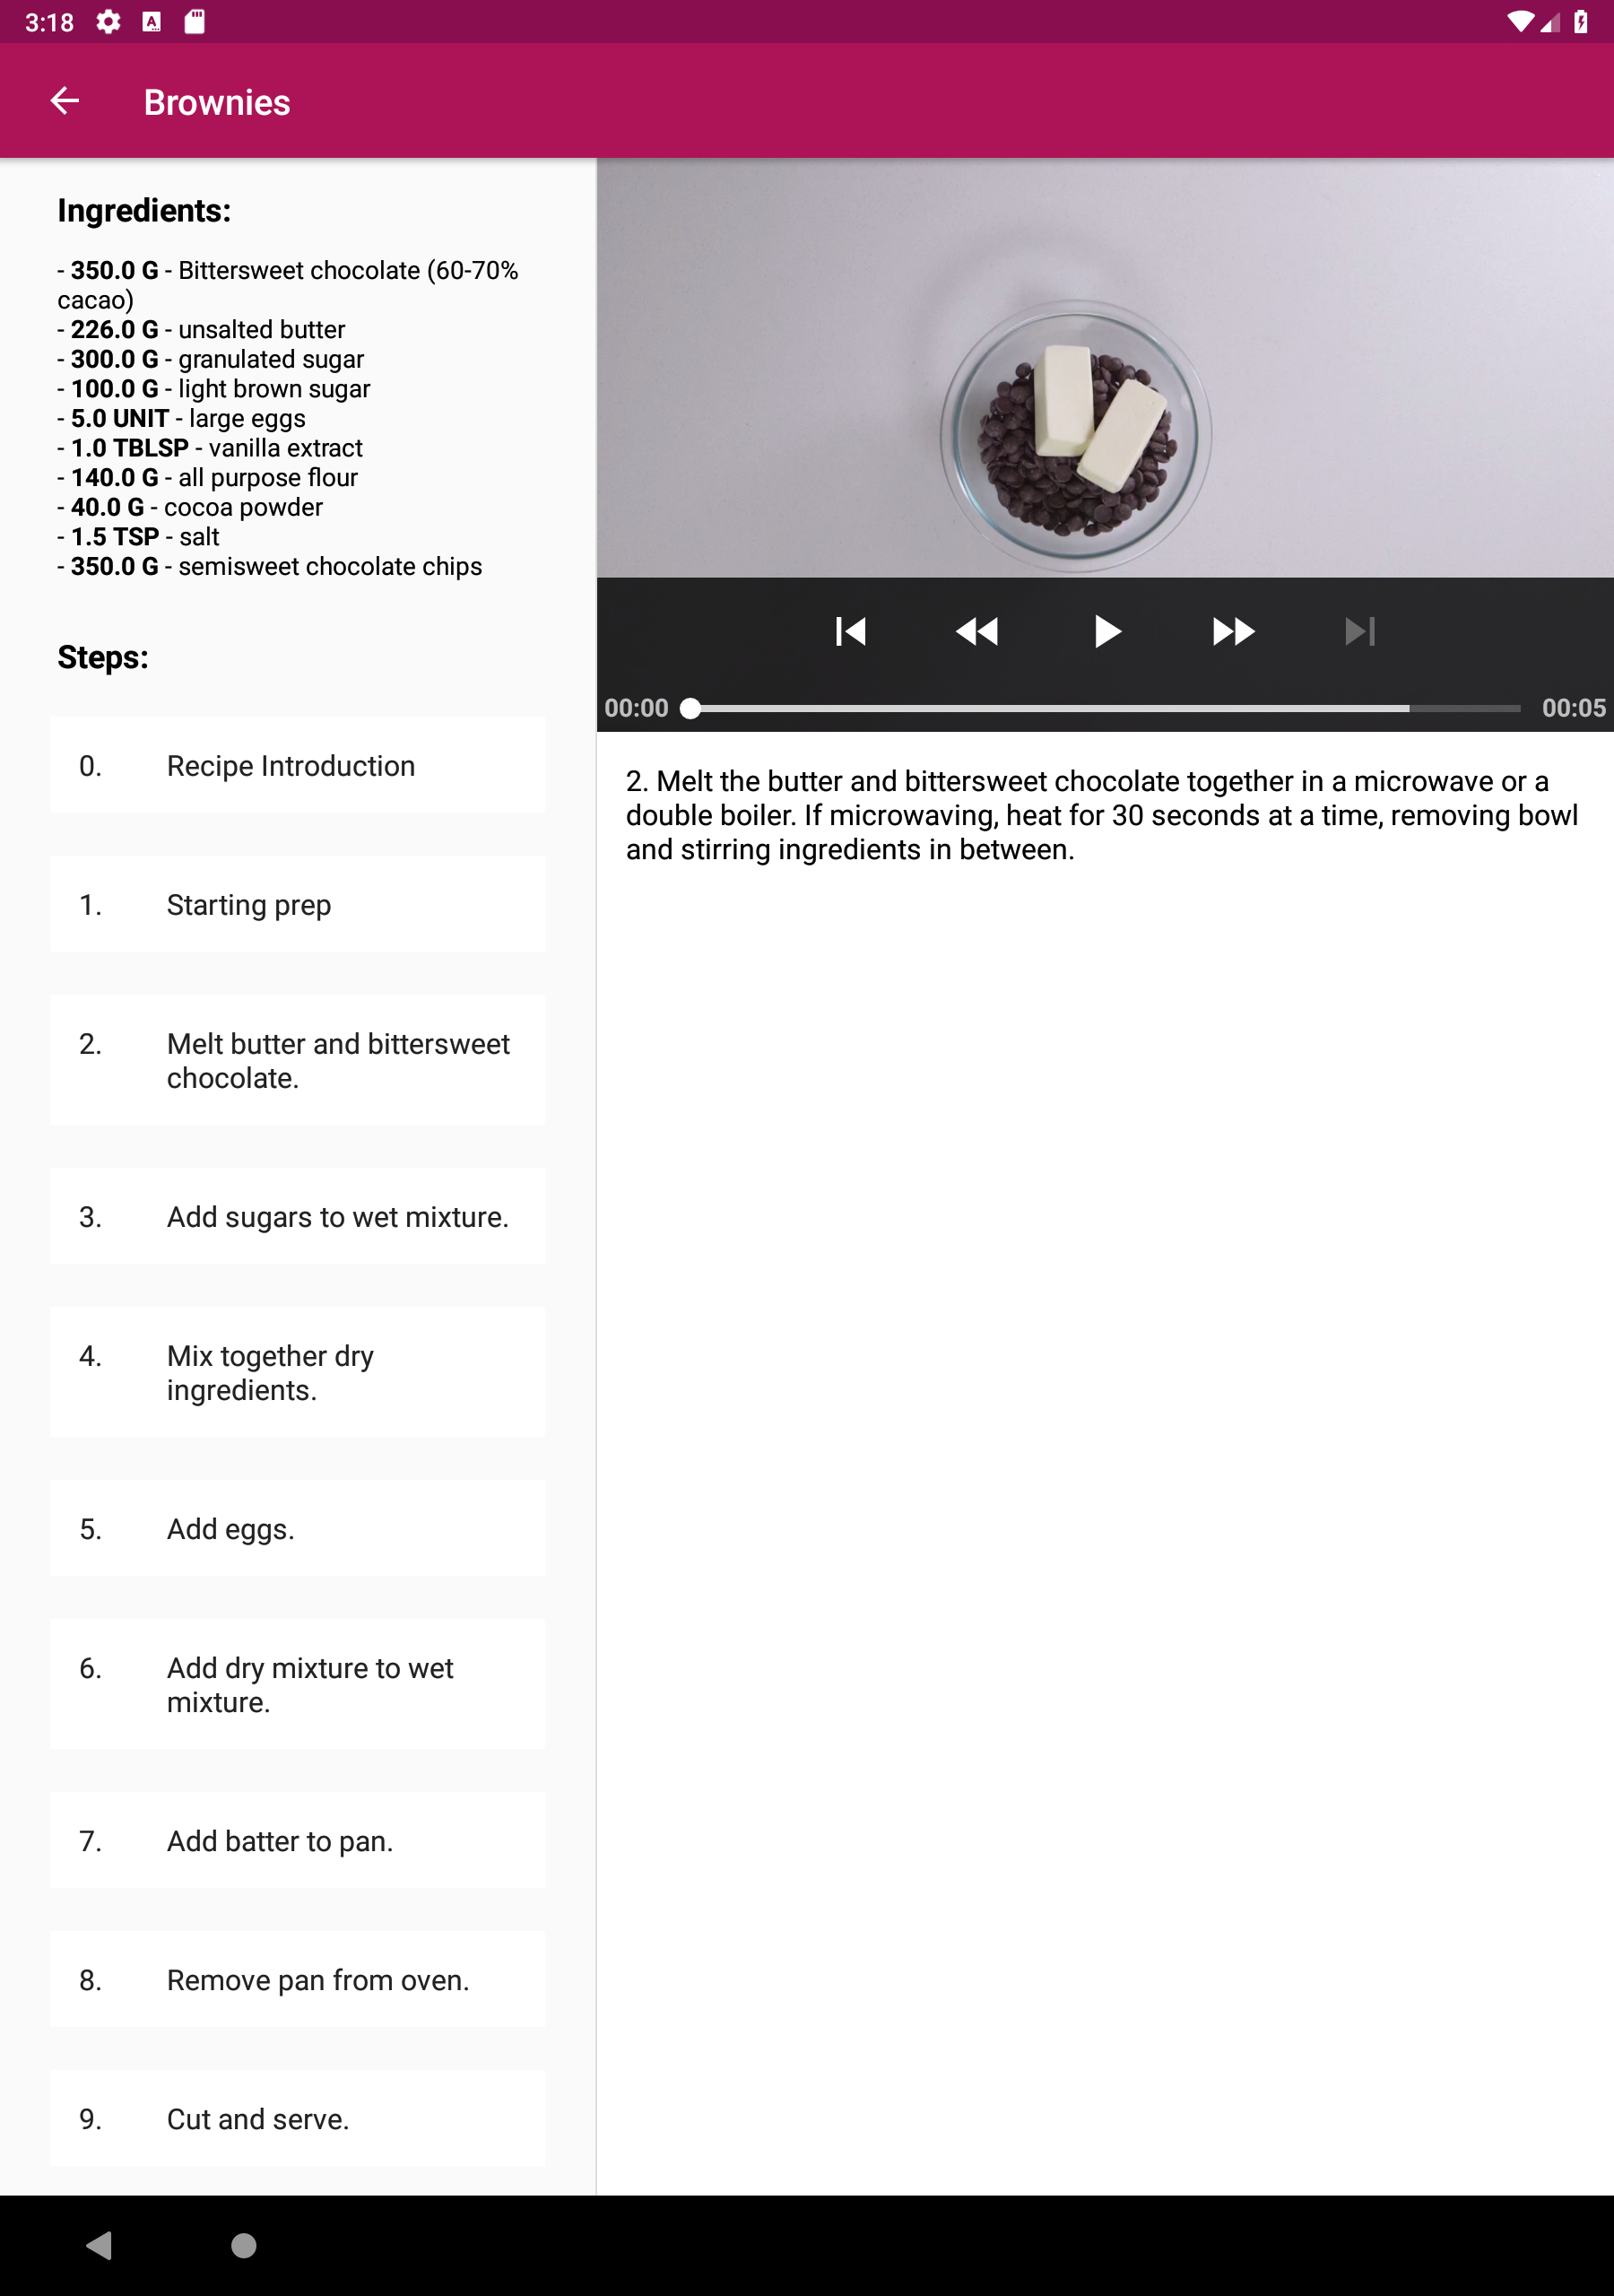 3:18
Brownies
Ingredients:
- 350.0 G - Bittersweet chocolate (60-70%
cacao)
- 226.0 G - unsalted butter
- 300.0 G - granulated sugar
- 100.0 G - light brown sugar
- 5.0 UNIT - large eggs
- 1.0 TBLSP - vanilla extract
- 140.0 G - all purpose flour
- 40.0 G - cocoa powder
- 1.5 TSP - salt
- 350.0 G - semisweet chocolate chips
Steps:
0. Recipe Introduction
1. Starting prep
2. Melt butter and bittersweet
chocolate.
3. Add sugars to wet mixture.
4. Mix together dry
ingredients.
5. Add eggs.
6. Add dry mixture to wet
mixture.
7. Add batter to pan.
8. Remove pan from oven.
9. Cut and serve.
00:00 00:05
2. Melt the butter and bittersweet chocolate together in a microwave or a
double boiler. If microwaving, heat for 30 seconds at a time, removing bowl
and stirring ingredients in between.